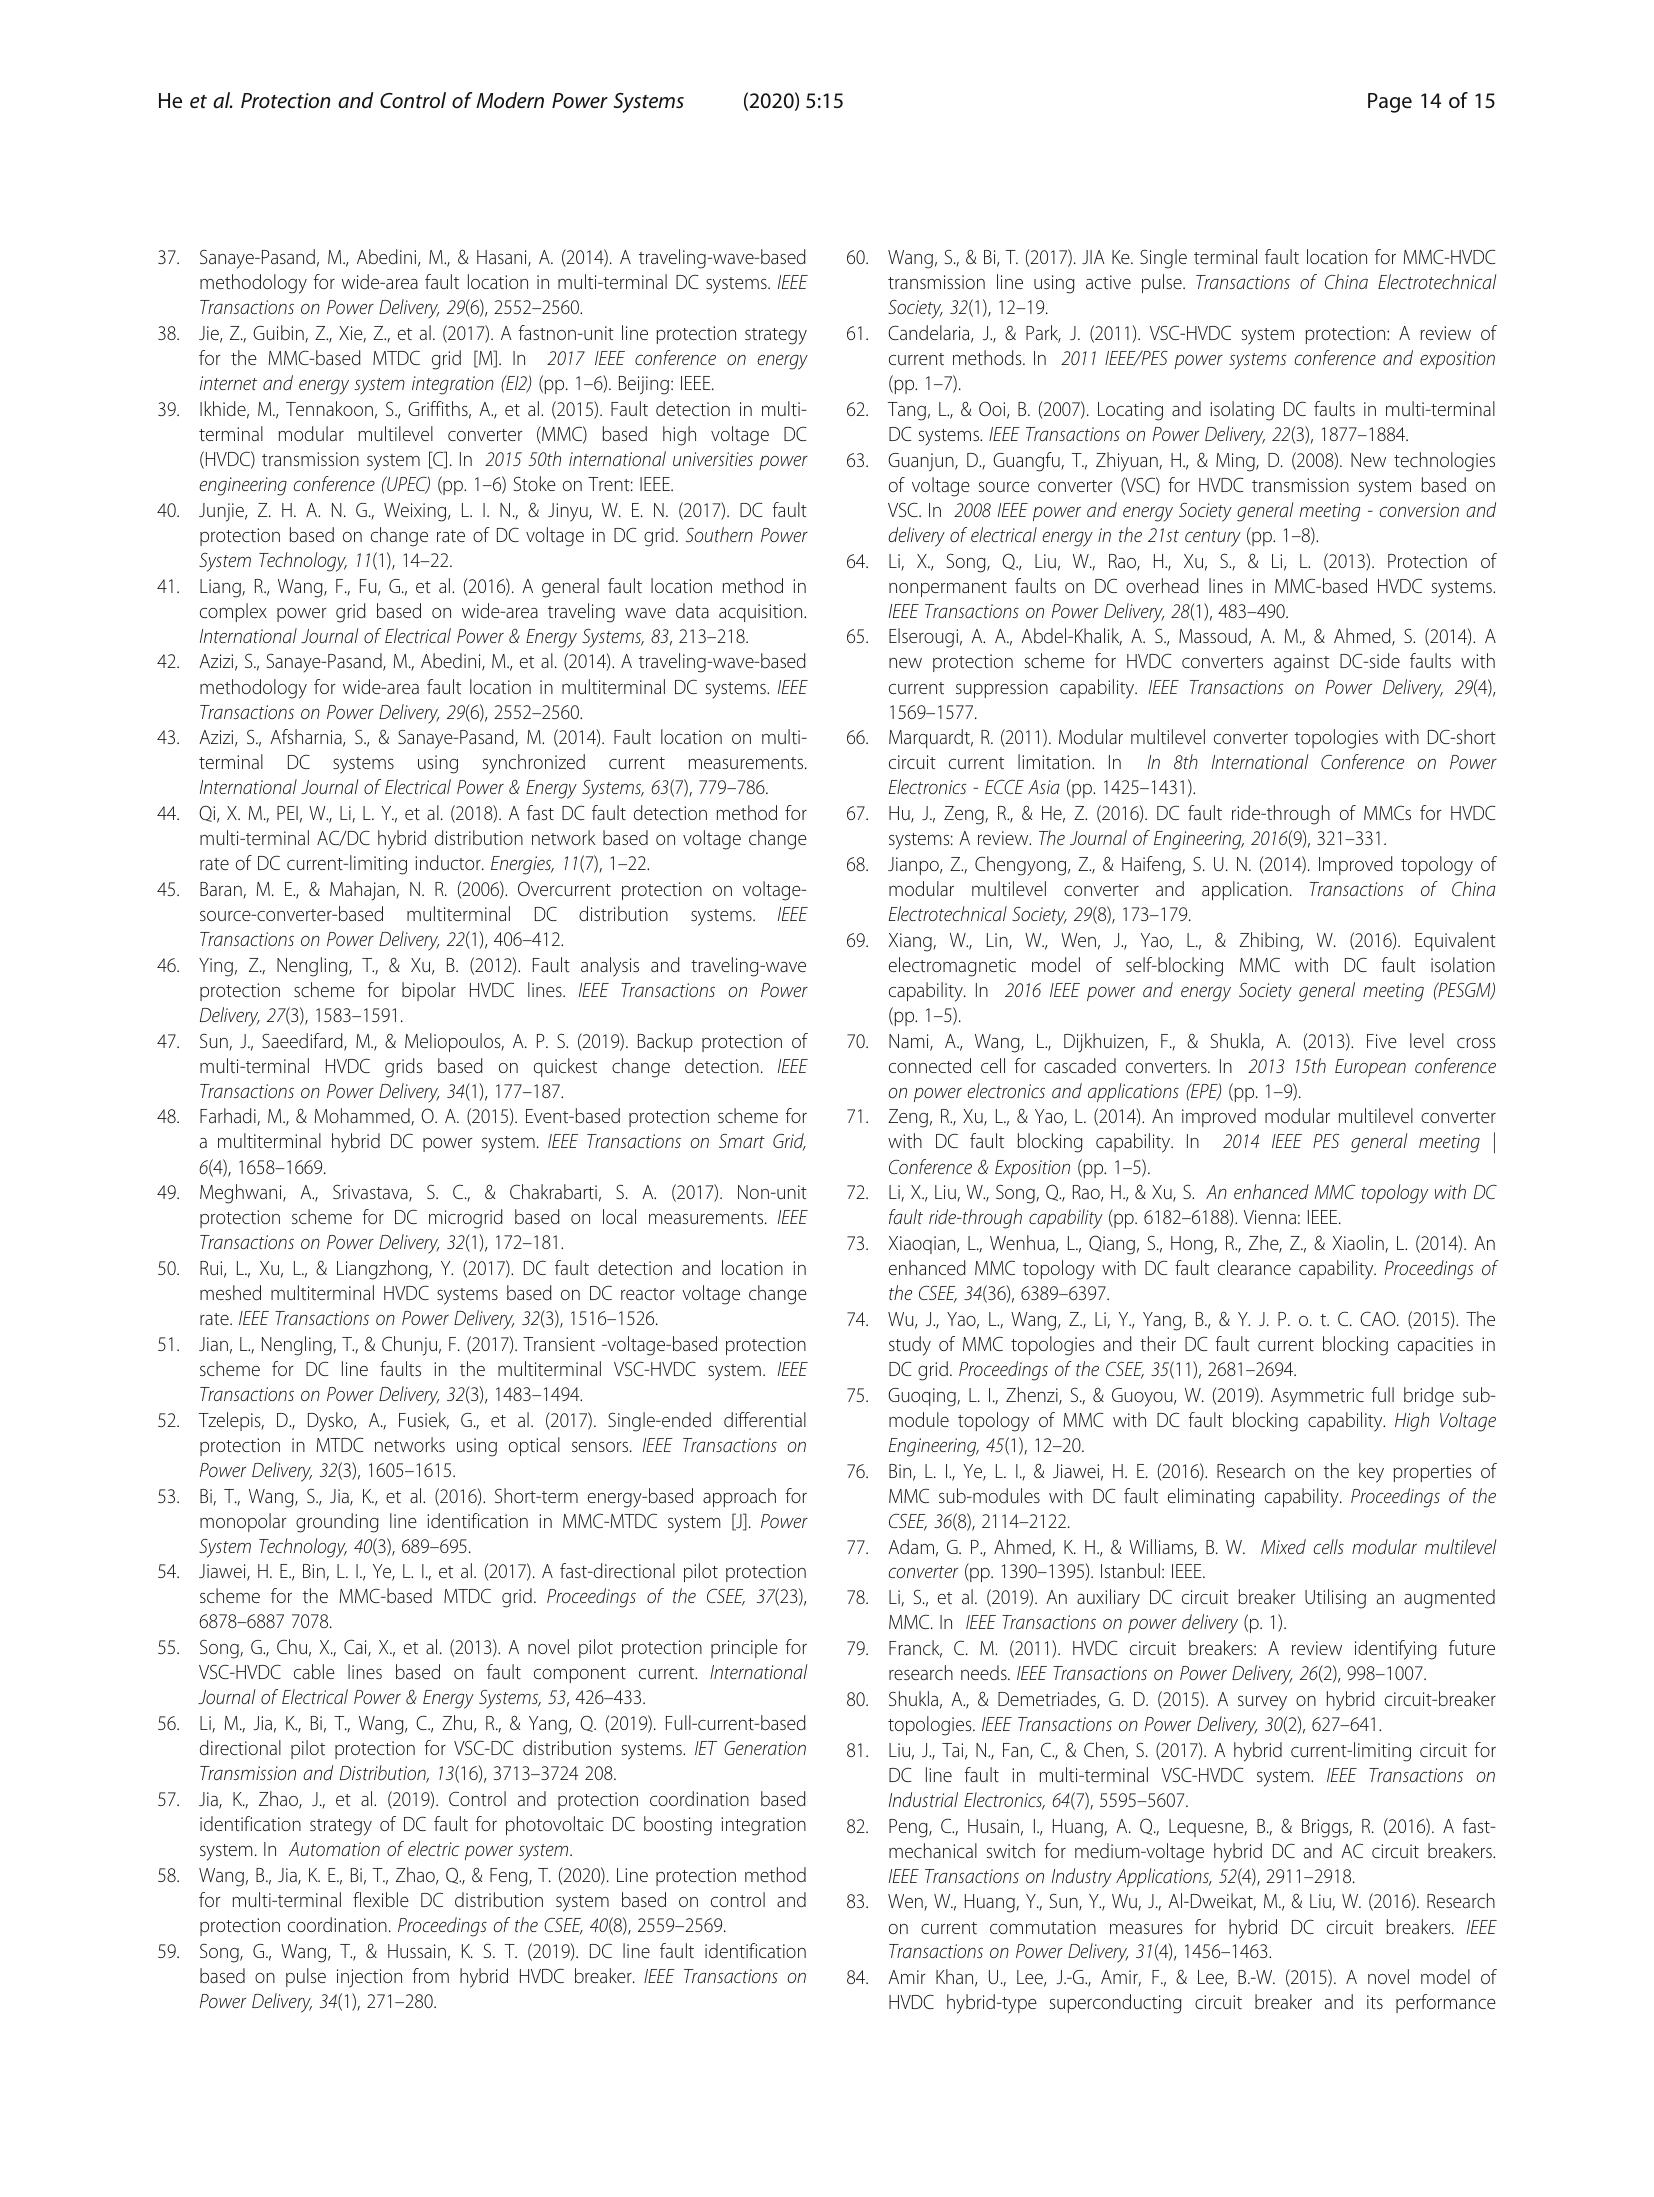 He et al. Protection and Control of Modern Power Systems (2020) 5:15 Page 14 of 15
37. Sanaye-Pasand, M., Abedini, M., & Hasani, A. (2014). A traveling-wave-based
methodology for wide-area fault location in multi-terminal DC systems. IEEE
Transactions on Power Delivery, 29(6), 2552–2560.
38. Jie, Z., Guibin, Z., Xie, Z., et al. (2017). A fastnon-unit line protection strategy
for the MMC-based MTDC grid [M]. In 2017 IEEE conference on energy
internet and energy system integration (EI2) (pp. 1–6). Beijing: IEEE.
39. Ikhide, M., Tennakoon, S., Griffiths, A., et al. (2015). Fault detection in multi-
terminal modular multilevel converter (MMC) based high voltage DC
(HVDC) transmission system [C]. In 2015 50th international universities power
engineering conference (UPEC) (pp. 1–6) Stoke on Trent: IEEE.
40. Junjie, Z. H. A. N. G., Weixing, L. I. N., & Jinyu, W. E. N. (2017). DC fault
protection based on change rate of DC voltage in DC grid. Southern Power
System Technology, 11(1), 14–22.
41. Liang, R., Wang, F., Fu, G., et al. (2016). A general fault location method in
complex power grid based on wide-area traveling wave data acquisition.
International Journal of Electrical Power & Energy Systems, 83, 213–218.
42. Azizi, S., Sanaye-Pasand, M., Abedini, M., et al. (2014). A traveling-wave-based
methodology for wide-area fault location in multiterminal DC systems. IEEE
Transactions on Power Delivery, 29(6), 2552–2560.
43. Azizi, S., Afsharnia, S., & Sanaye-Pasand, M. (2014). Fault location on multi-
terminal DC systems using synchronized current measurements.
International Journal of Electrical Power & Energy Systems, 63(7), 779–786.
44. Qi, X. M., PEI, W., Li, L. Y., et al. (2018). A fast DC fault detection method for
multi-terminal AC/DC hybrid distribution network based on voltage change
rate of DC current-limiting inductor. Energies, 11(7), 1–22.
45. Baran, M. E., & Mahajan, N. R. (2006). Overcurrent protection on voltage-
source-converter-based multiterminal DC distribution systems. IEEE
Transactions on Power Delivery, 22(1), 406–412.
46. Ying, Z., Nengling, T., & Xu, B. (2012). Fault analysis and traveling-wave
protection scheme for bipolar HVDC lines. IEEE Transactions on Power
Delivery, 27(3), 1583–1591.
47. Sun, J., Saeedifard, M., & Meliopoulos, A. P. S. (2019). Backup protection of
multi-terminal HVDC grids based on quickest change detection. IEEE
Transactions on Power Delivery, 34(1), 177–187.
48. Farhadi, M., & Mohammed, O. A. (2015). Event-based protection scheme for
a multiterminal hybrid DC power system. IEEE Transactions on Smart Grid,
6(4), 1658–1669.
49. Meghwani, A., Srivastava, S. C., & Chakrabarti, S. A. (2017). Non-unit
protection scheme for DC microgrid based on local measurements. IEEE
Transactions on Power Delivery, 32(1), 172–181.
50. Rui, L., Xu, L., & Liangzhong, Y. (2017). DC fault detection and location in
meshed multiterminal HVDC systems based on DC reactor voltage change
rate. IEEE Transactions on Power Delivery, 32(3), 1516–1526.
51. Jian, L., Nengling, T., & Chunju, F. (2017). Transient -voltage-based protection
scheme for DC line faults in the multiterminal VSC-HVDC system. IEEE
Transactions on Power Delivery, 32(3), 1483–1494.
52. Tzelepis, D., Dysko, A., Fusiek, G., et al. (2017). Single-ended differential
protection in MTDC networks using optical sensors. IEEE Transactions on
Power Delivery, 32(3), 1605–1615.
53. Bi, T., Wang, S., Jia, K., et al. (2016). Short-term energy-based approach for
monopolar grounding line identification in MMC-MTDC system [J]. Power
System Technology, 40(3), 689–695.
54. Jiawei, H. E., Bin, L. I., Ye, L. I., et al. (2017). A fast-directional pilot protection
scheme for the MMC-based MTDC grid. Proceedings of the CSEE, 37(23),
6878–6887 7078.
55. Song, G., Chu, X., Cai, X., et al. (2013). A novel pilot protection principle for
VSC-HVDC cable lines based on fault component current. International
Journal of Electrical Power & Energy Systems, 53, 426–433.
56. Li, M., Jia, K., Bi, T., Wang, C., Zhu, R., & Yang, Q. (2019). Full-current-based
directional pilot protection for VSC-DC distribution systems. IET Generation
Transmission and Distribution, 13(16), 3713–3724 208.
57. Jia, K., Zhao, J., et al. (2019). Control and protection coordination based
identification strategy of DC fault for photovoltaic DC boosting integration
system. In Automation of electric power system.
58. Wang, B., Jia, K. E., Bi, T., Zhao, Q., & Feng, T. (2020). Line protection method
for multi-terminal flexible DC distribution system based on control and
protection coordination. Proceedings of the CSEE, 40(8), 2559–2569.
59. Song, G., Wang, T., & Hussain, K. S. T. (2019). DC line fault identification
based on pulse injection from hybrid HVDC breaker. IEEE Transactions on
Power Delivery, 34(1), 271–280.
60. Wang, S., & Bi, T. (2017). JIA Ke. Single terminal fault location for MMC-HVDC
transmission line using active pulse. Transactions of China Electrotechnical
Society, 32(1), 12–19.
61. Candelaria, J., & Park, J. (2011). VSC-HVDC system protection: A review of
current methods. In 2011 IEEE/PES power systems conference and exposition
(pp. 1–7).
62. Tang, L., & Ooi, B. (2007). Locating and isolating DC faults in multi-terminal
DC systems. IEEE Transactions on Power Delivery, 22(3), 1877–1884.
63. Guanjun, D., Guangfu, T., Zhiyuan, H., & Ming, D. (2008). New technologies
of voltage source converter (VSC) for HVDC transmission system based on
VSC. In 2008 IEEE power and energy Society general meeting - conversion and
delivery of electrical energy in the 21st century (pp. 1–8).
64. Li, X., Song, Q., Liu, W., Rao, H., Xu, S., & Li, L. (2013). Protection of
nonpermanent faults on DC overhead lines in MMC-based HVDC systems.
IEEE Transactions on Power Delivery, 28(1), 483–490.
65. Elserougi, A. A., Abdel-Khalik, A. S., Massoud, A. M., & Ahmed, S. (2014). A
new protection scheme for HVDC converters against DC-side faults with
current suppression capability. IEEE Transactions on Power Delivery, 29(4),
1569–1577.
66. Marquardt, R. (2011). Modular multilevel converter topologies with DC-short
circuit current limitation. In In 8th International Conference on Power
Electronics - ECCE Asia (pp. 1425–1431).
67. Hu, J., Zeng, R., & He, Z. (2016). DC fault ride-through of MMCs for HVDC
systems: A review. The Journal of Engineering, 2016(9), 321–331.
68. Jianpo, Z., Chengyong, Z., & Haifeng, S. U. N. (2014). Improved topology of
modular multilevel converter and application. Transactions of China
Electrotechnical Society, 29(8), 173–179.
69. Xiang, W., Lin, W., Wen, J., Yao, L., & Zhibing, W. (2016). Equivalent
electromagnetic model of self-blocking MMC with DC fault isolation
capability. In 2016 IEEE power and energy Society general meeting (PESGM)
(pp. 1–5).
70. Nami, A., Wang, L., Dijkhuizen, F., & Shukla, A. (2013). Five level cross
connected cell for cascaded converters. In 2013 15th European conference
on power electronics and applications (EPE) (pp. 1–9).
71. Zeng, R., Xu, L., & Yao, L. (2014). An improved modular multilevel converter
with DC fault blocking capability. In 2014 IEEE PES general meeting |
Conference & Exposition (pp. 1–5).
72. Li, X., Liu, W., Song, Q., Rao, H., & Xu, S. An enhanced MMC topology with DC
fault ride-through capability (pp. 6182–6188). Vienna: IEEE.
73. Xiaoqian, L., Wenhua, L., Qiang, S., Hong, R., Zhe, Z., & Xiaolin, L. (2014). An
enhanced MMC topology with DC fault clearance capability. Proceedings of
the CSEE, 34(36), 6389–6397.
74. Wu, J., Yao, L., Wang, Z., Li, Y., Yang, B., & Y. J. P. o. t. C. CAO. (2015). The
study of MMC topologies and their DC fault current blocking capacities in
DC grid. Proceedings of the CSEE, 35(11), 2681–2694.
75. Guoqing, L. I., Zhenzi, S., & Guoyou, W. (2019). Asymmetric full bridge sub-
module topology of MMC with DC fault blocking capability. High Voltage
Engineering, 45(1), 12–20.
76. Bin, L. I., Ye, L. I., & Jiawei, H. E. (2016). Research on the key properties of
MMC sub-modules with DC fault eliminating capability. Proceedings of the
CSEE, 36(8), 2114–2122.
77. Adam, G. P., Ahmed, K. H., & Williams, B. W. Mixed cells modular multilevel
converter (pp. 1390–1395). Istanbul: IEEE.
78. Li, S., et al. (2019). An auxiliary DC circuit breaker Utilising an augmented
MMC. In IEEE Transactions on power delivery (p. 1).
79. Franck, C. M. (2011). HVDC circuit breakers: A review identifying future
research needs. IEEE Transactions on Power Delivery, 26(2), 998–1007.
80. Shukla, A., & Demetriades, G. D. (2015). A survey on hybrid circuit-breaker
topologies. IEEE Transactions on Power Delivery, 30(2), 627–641.
81. Liu, J., Tai, N., Fan, C., & Chen, S. (2017). A hybrid current-limiting circuit for
DC line fault in multi-terminal VSC-HVDC system. IEEE Transactions on
Industrial Electronics, 64(7), 5595–5607.
82. Peng, C., Husain, I., Huang, A. Q., Lequesne, B., & Briggs, R. (2016). A fast-
mechanical switch for medium-voltage hybrid DC and AC circuit breakers.
IEEE Transactions on Industry Applications, 52(4), 2911–2918.
83. Wen, W., Huang, Y., Sun, Y., Wu, J., Al-Dweikat, M., & Liu, W. (2016). Research
on current commutation measures for hybrid DC circuit breakers. IEEE
Transactions on Power Delivery, 31(4), 1456–1463.
84. Amir Khan, U., Lee, J.-G., Amir, F., & Lee, B.-W. (2015). A novel model of
HVDC hybrid-type superconducting circuit breaker and its performance